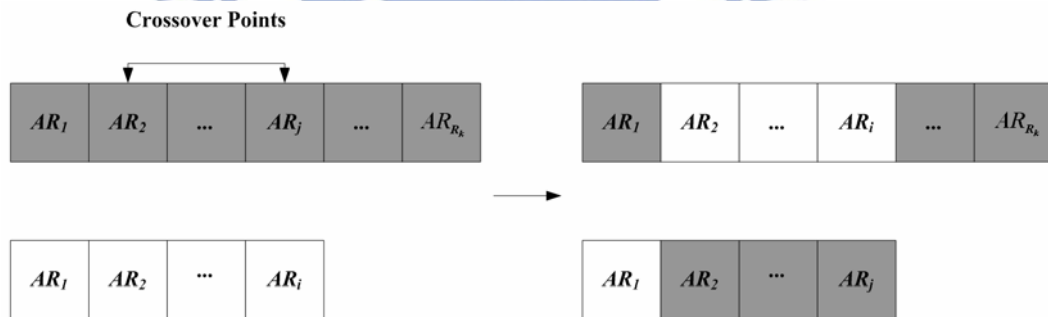 Crossover Points
AR1 AR2 ... ARj ... ARRk
AR1 AR2 ... ARi ... ARRk
AR1 AR2 ... ARi
AR1 AR2 ... ARj